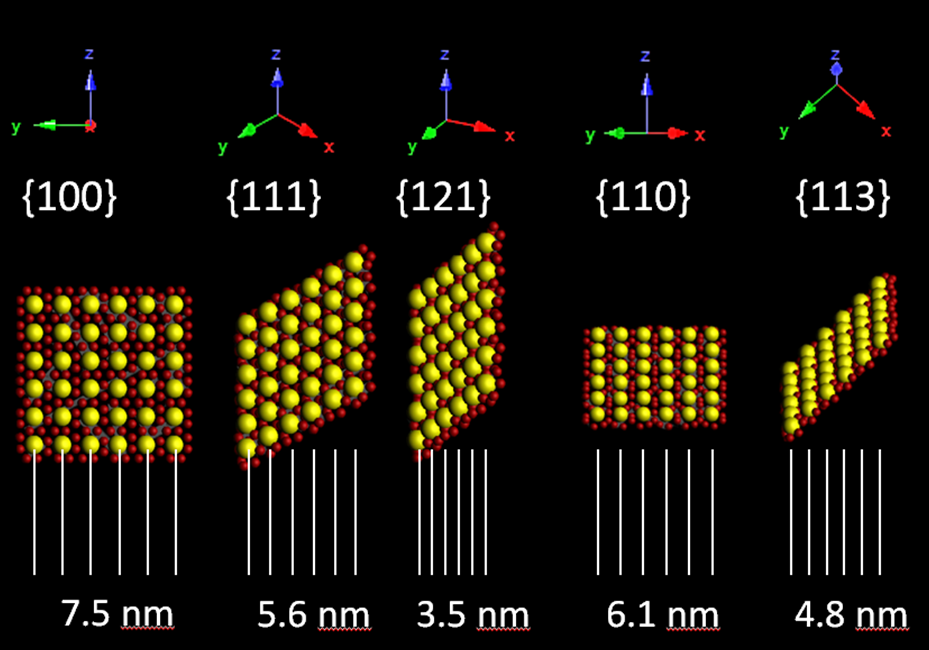 z z z z z
y x y x y x y x y x
{100} {111} {121} {110} {113}
7.5 nm 5.6 nm 3.5 nm 6.1 nm 4.8 nm